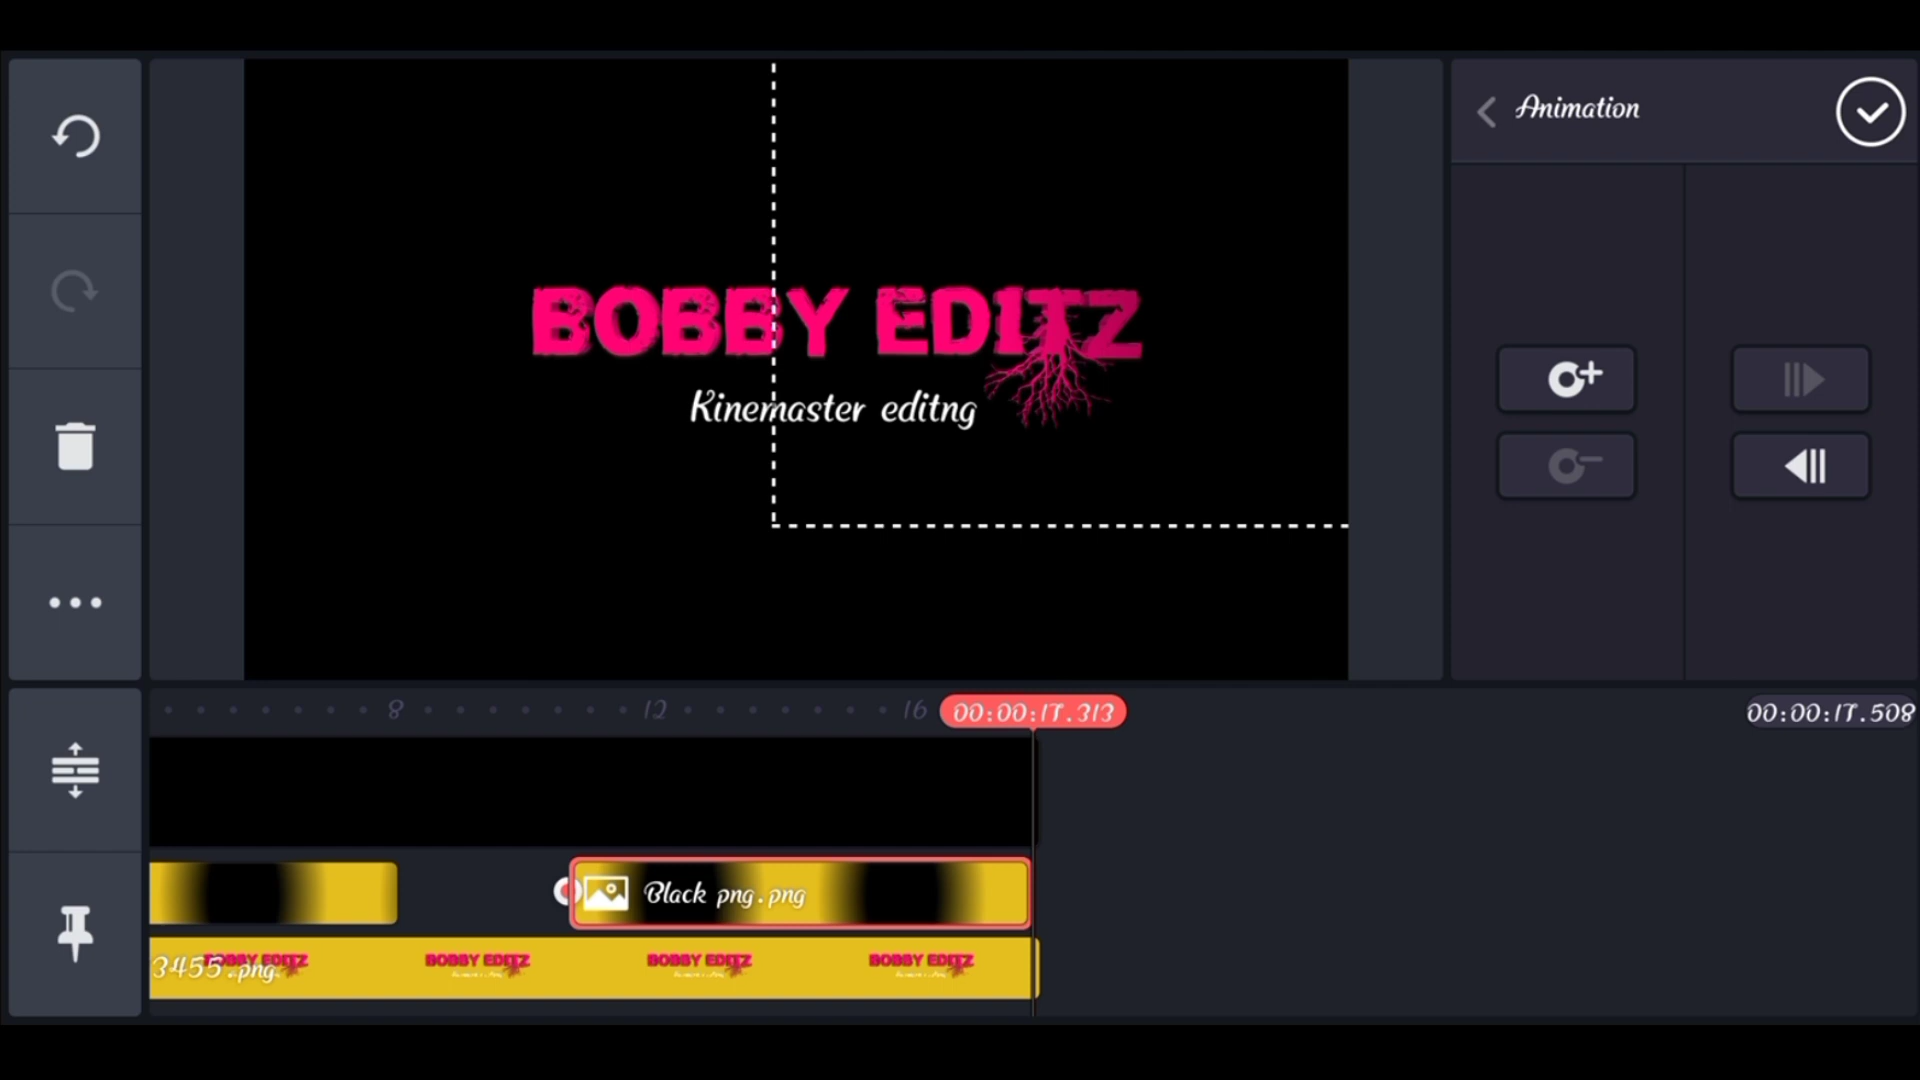 Animation
BOBBY EDITZ
Kinemaster editng
8
12
16
00:00:17.313
00:00:17.508
Black png.png
3455.png
BOBBY EDITZ
BOBBY EDITZ
BOBBY EDITZ
BOBBY EDITZ